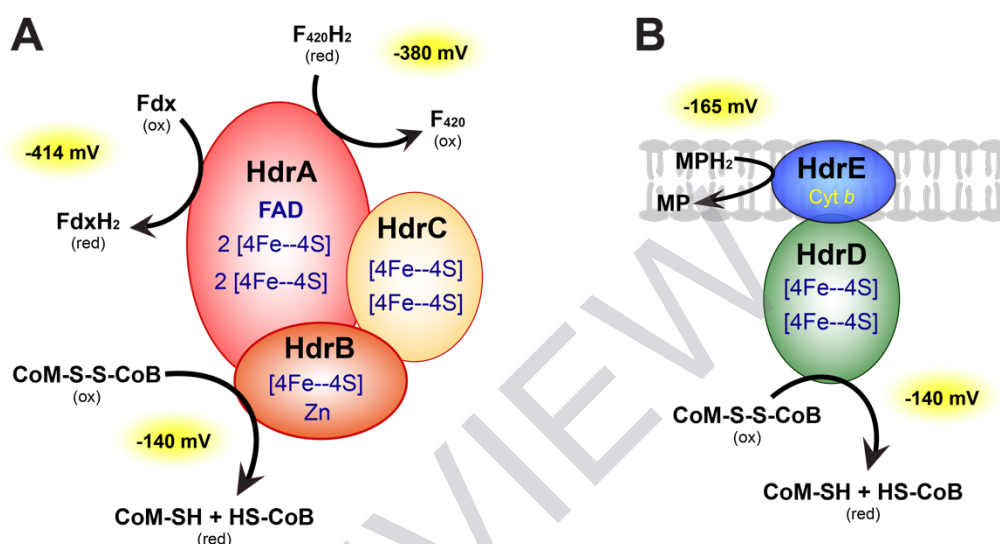 A
F₄₂₀H₂
(red)
-380 mV
Fdx
(ox)
F₄₂₀
(ox)
-414 mV
HdrA
FAD
2 [4Fe--4S]
2 [4Fe--4S]
FdxH₂
(red)
HdrC
[4Fe--4S]
[4Fe--4S]
HdrB
[4Fe--4S]
Zn
CoM-S-S-CoB
(ox)
-140 mV
CoM-SH + HS-CoB
(red)
B
-165 mV
MPH₂
MP
HdrE
Cyt b
HdrD
[4Fe--4S]
[4Fe--4S]
CoM-S-S-CoB
(ox)
-140 mV
CoM-SH + HS-CoB
(red)
VIEW